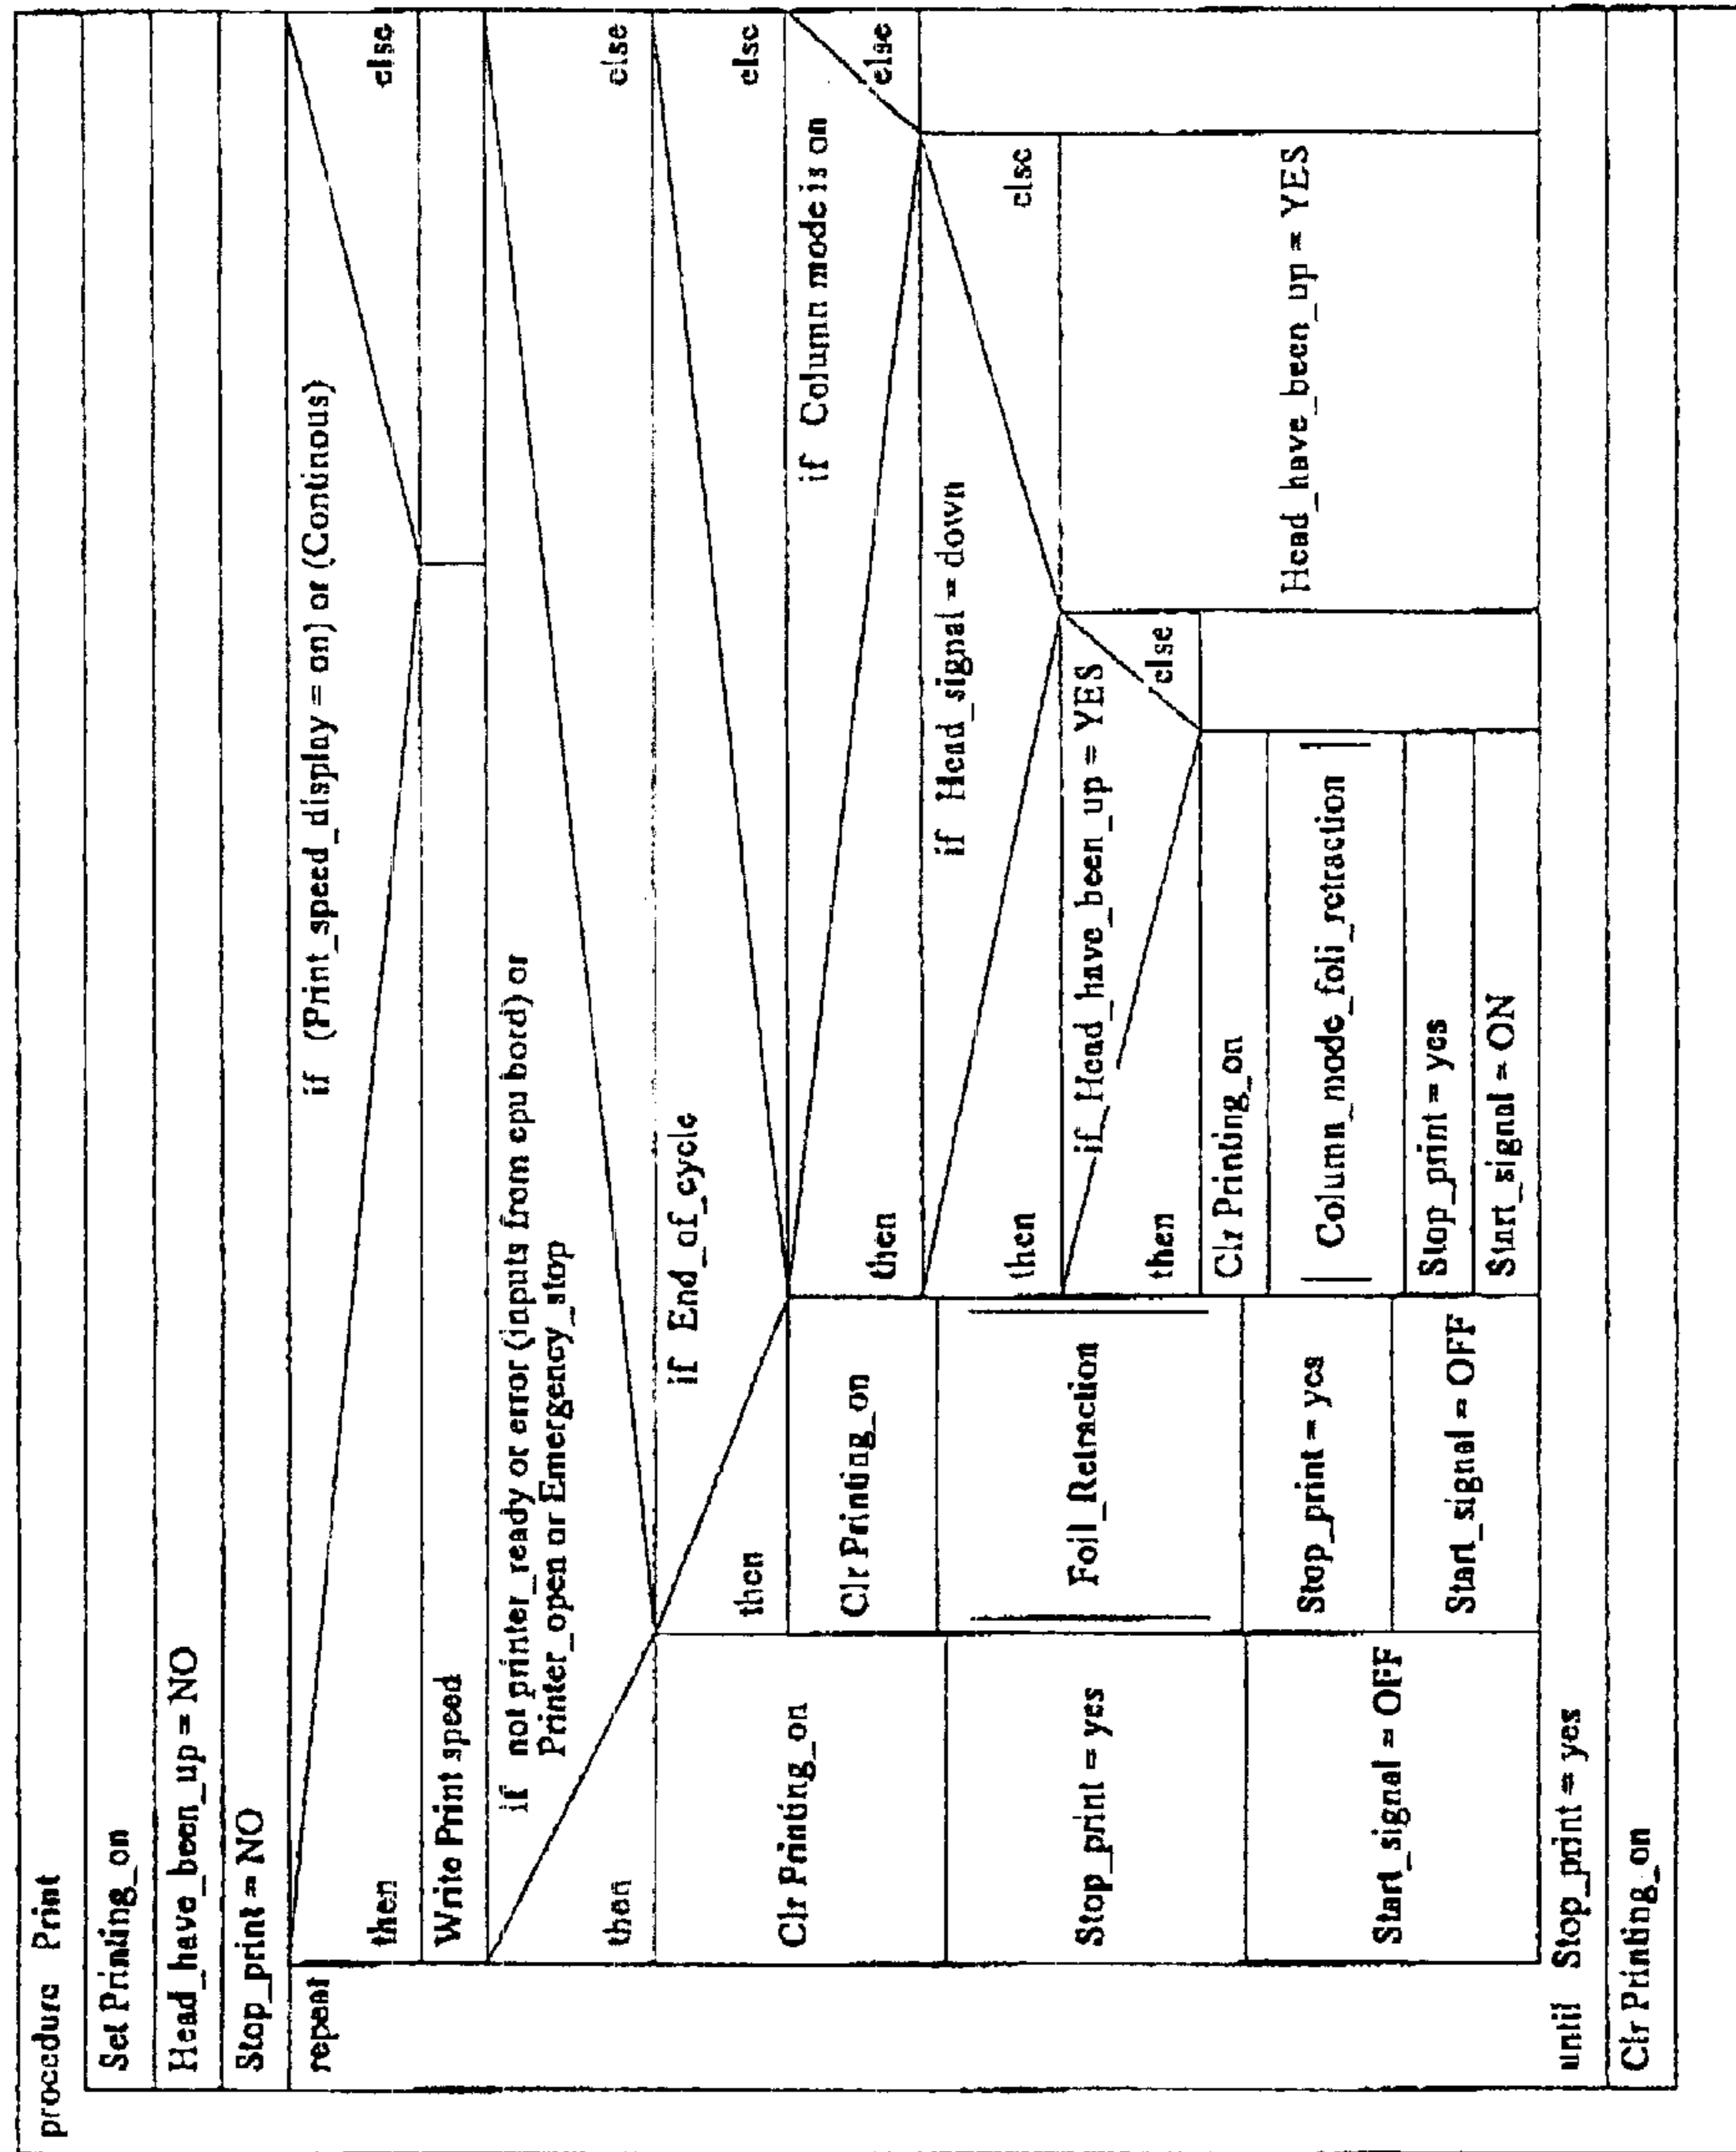 procedure Print
Set Printing_on
Head_have_been_up = NO
Stop_print = NO
repeat
if (Print_speed_display = on) or (Continous)
then
else
Write Print speed
if not printer_ready or error (inputs from cpu bord) or
Printer_open or Emergency_stop
then
else
if End_of_cycle
then
else
Clr Printing_on
Stop_print = yes
Start_signal = OFF
Clr Printing_on
Foil_Retraction
Stop_print = yes
Start_signal = OFF
if Column mode is on
then
else
if Head_signal = down
then
else
if Head_have_been_up = YES
then
else
Clr Printing_on
Column_mode_foli_retraction
Stop_print = yes
Start_signal = ON
Head_have_been_up = YES
until Stop_print = yes
Clr Printing_on